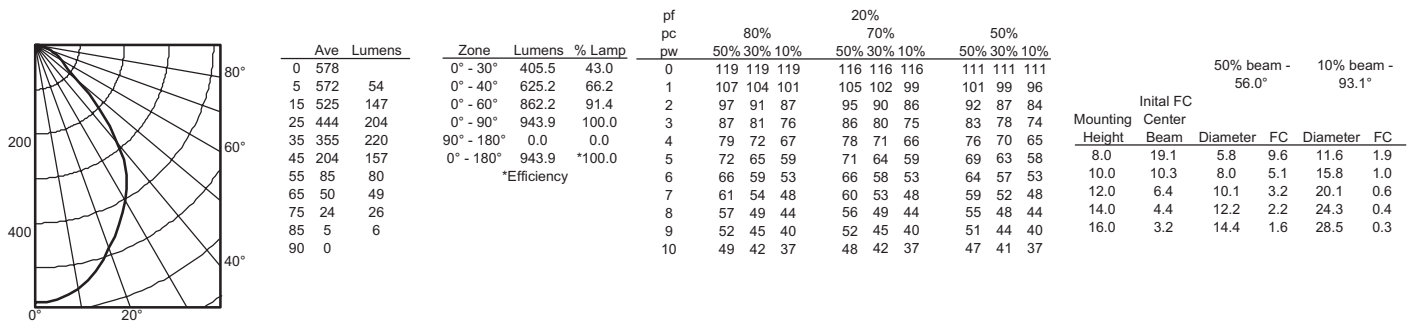 200
400
0°
20°
40°
60°
80°
Ave Lumens
0 578
5 572 54
15 525 147
25 444 204
35 355 220
45 204 157
55 85 80
65 50 49
75 24 26
85 5 6
90 0
Zone Lumens % Lamp
0° - 30° 405.5 43.0
0° - 40° 625.2 66.2
0° - 60° 862.2 91.4
0° - 90° 943.9 100.0
90° - 180° 0.0 0.0
0° - 180° 943.9 *100.0
*Efficiency
pf 20%
pc 80% 70% 50%
pw 50% 30% 10% 50% 30% 10% 50% 30% 10%
0 119 119 119 116 116 116 111 111 111
1 107 104 101 105 102 99 101 99 96
2 97 91 87 95 90 86 92 87 84
3 87 81 76 86 80 75 83 78 74
4 79 72 67 78 71 66 76 70 65
5 72 65 59 71 64 59 69 63 58
6 66 59 53 66 58 53 64 57 53
7 61 54 48 60 53 48 59 52 48
8 57 49 44 56 49 44 55 48 44
9 52 45 40 52 45 40 51 44 40
10 49 42 37 48 42 37 47 41 37
50% beam - 10% beam -
56.0° 93.1°
Inital FC
Mounting Center
Height Beam Diameter FC Diameter FC
8.0 19.1 5.8 9.6 11.6 1.9
10.0 10.3 8.0 5.1 15.8 1.0
12.0 6.4 10.1 3.2 20.1 0.6
14.0 4.4 12.2 2.2 24.3 0.4
16.0 3.2 14.4 1.6 28.5 0.3